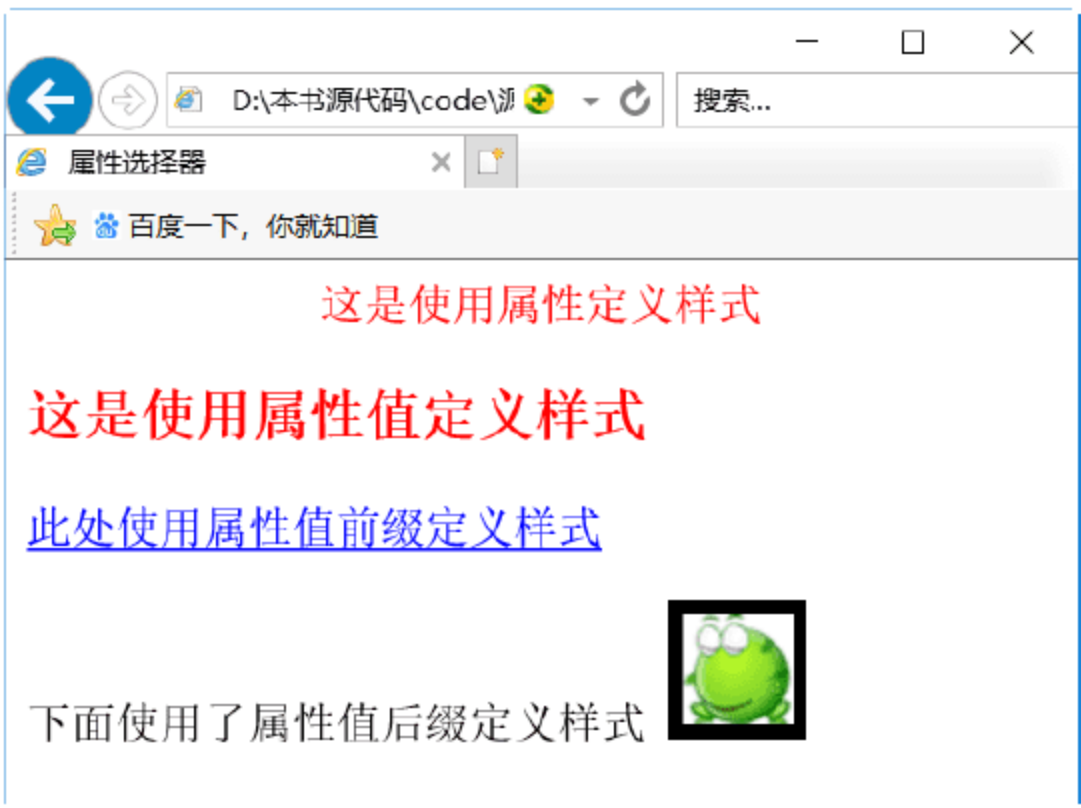 D:\本书源代码\code\源
搜索...
属性选择器
百度一下，你就知道
这是使用属性定义样式
这是使用属性值定义样式
此处使用属性值前缀定义样式
下面使用了属性值后缀定义样式